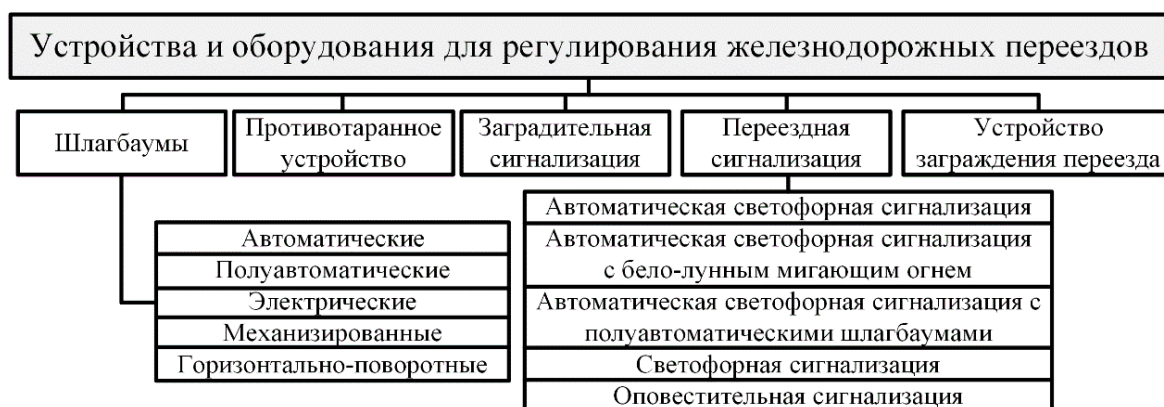 Устройства и оборудования для регулирования железнодорожных переездов
Шлагбаумы
Противотаранное
устройство
Заградительная
сигнализация
Переездная
сигнализация
Устройство
заграждения переезда
Автоматические
Полуавтоматические
Электрические
Механизированные
Горизонтально-поворотные
Автоматическая светофорная сигнализация
Автоматическая светофорная сигнализация
с бело-лунным мигающим огнем
Автоматическая светофорная сигнализация с
полуавтоматическими шлагбаумами
Светофорная сигнализация
Оповестительная сигнализация